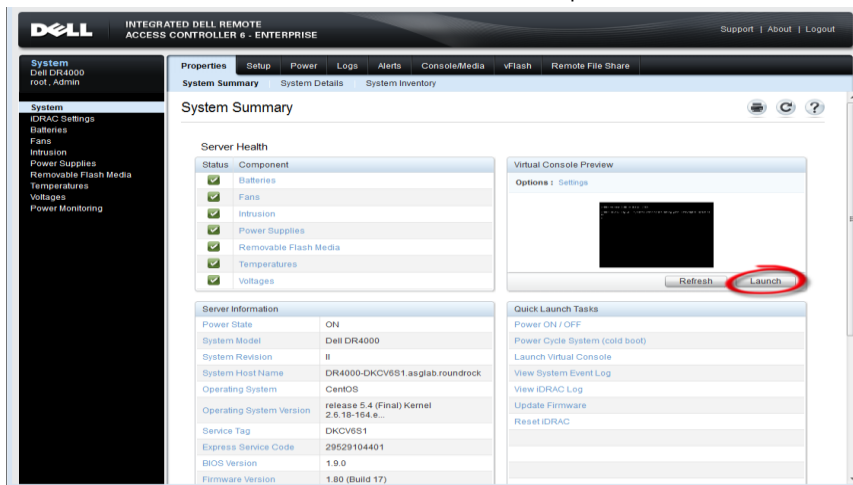 DELL
INTEGRATED DELL REMOTE
ACCESS CONTROLLER 6 - ENTERPRISE
Support | About | Logout
System
Dell DR4000
root , Admin
Properties Setup Power Logs Alerts Console/Media vFlash Remote File Share
System Summary System Details System Inventory
System
iDRAC Settings
Batteries
Fans
Intrusion
Power Supplies
Removable Flash Media
Temperatures
Voltages
Power Monitoring
System Summary
?
Server Health
Status Component
Batteries
Fans
Intrusion
Power Supplies
Removable Flash Media
Temperatures
Voltages
Virtual Console Preview
Options : Settings
Refresh Launch
Server Information
Power State ON
System Model Dell DR4000
System Revision II
System Host Name DR4000-DKCV6S1.asglab.roundrock
Operating System CentOS
Operating System Version release 5.4 (Final) Kernel
2.6.18-164.e...
Service Tag DKCV6S1
Express Service Code 29529104401
BIOS Version 1.9.0
Firmware Version 1.80 (Build 17)
Quick Launch Tasks
Power ON / OFF
Power Cycle System (cold boot)
Launch Virtual Console
View System Event Log
View iDRAC Log
Update Firmware
Reset iDRAC